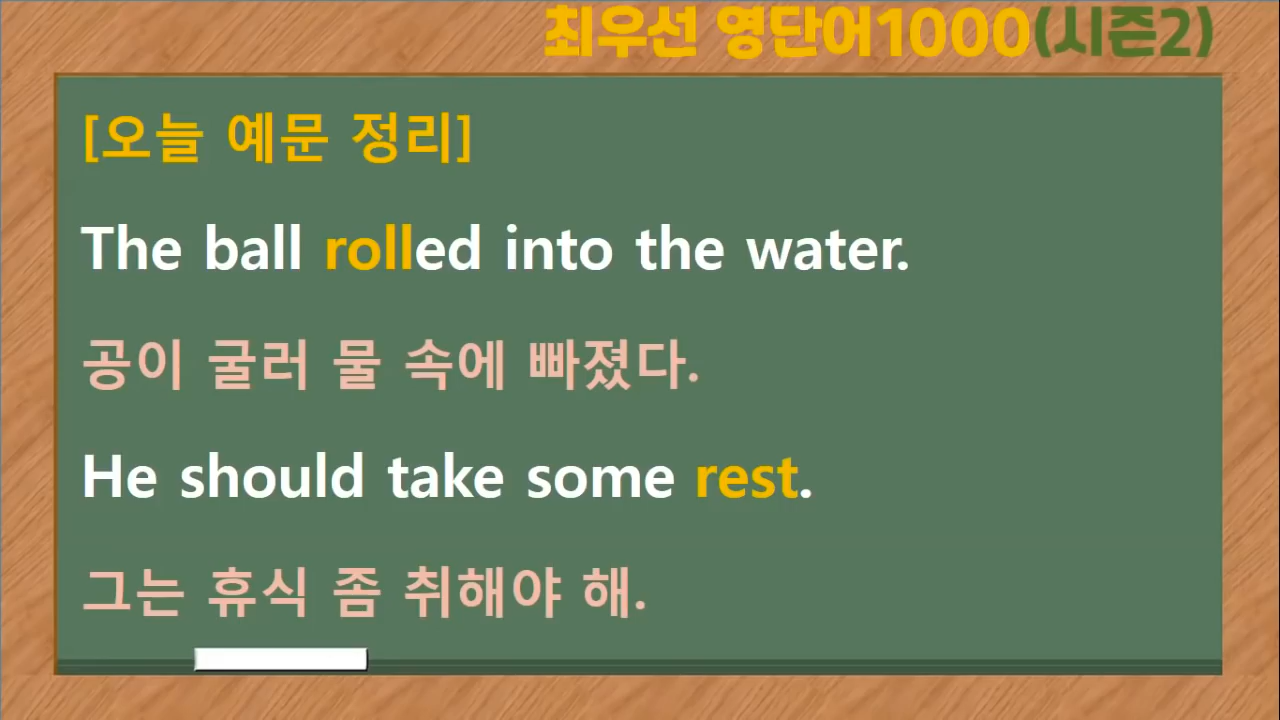 최우선 영단어1000(시즌2)
[오늘 예문 정리]
The ball rolled into the water.
공이 굴러 물 속에 빠졌다.
He should take some rest.
그는 휴식 좀 취해야 해.